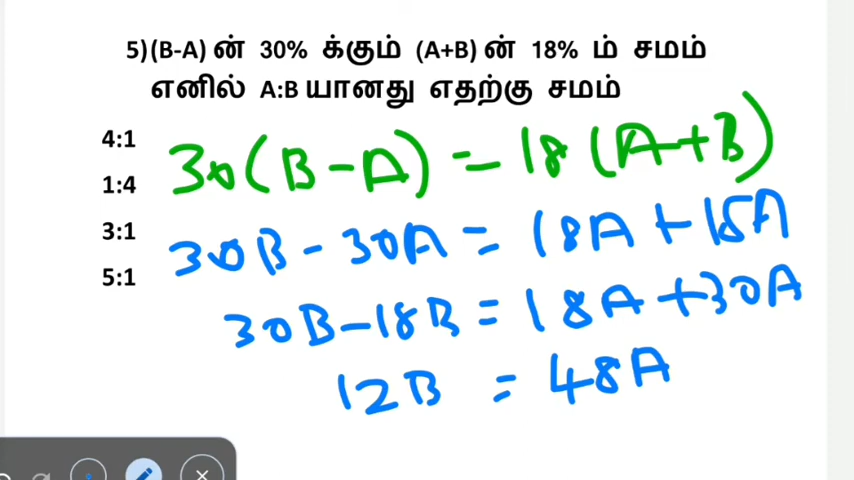 5)(B-A) ன் 30% க்கும் (A+B) ன் 18% ம் சமம்
எனில் A:B யானது எதற்கு சமம்
4:1
1:4
3:1
5:1
30(B-A) = 18(A+B)
30B - 30A = 18A + 18A
30B - 18B = 18A + 30A
12B = 48A